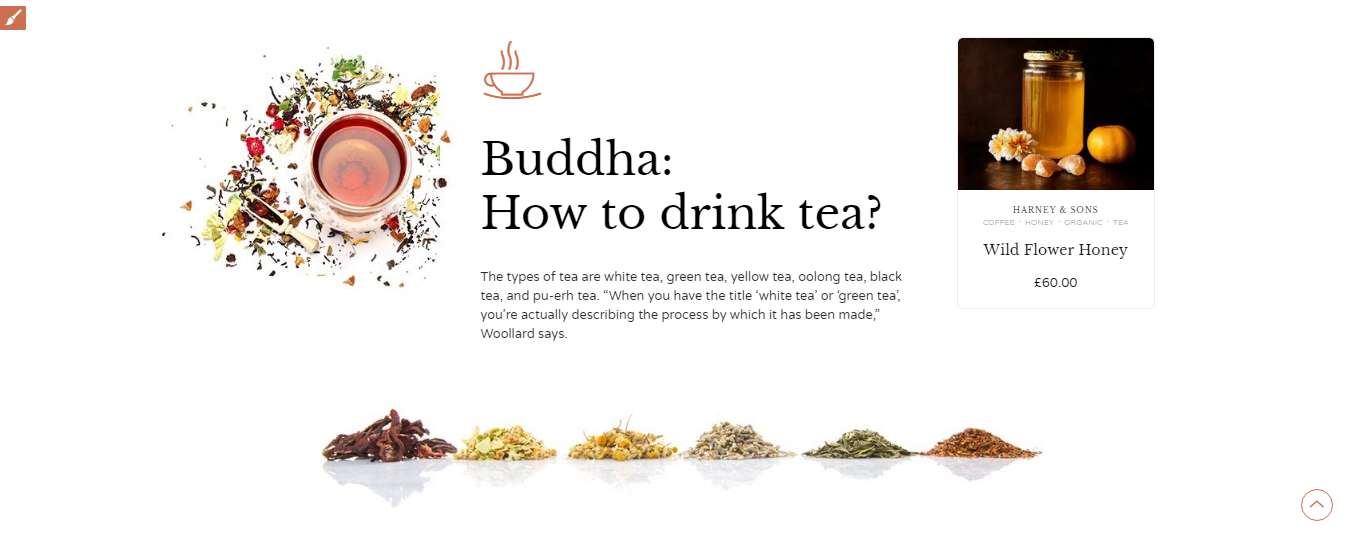 Buddha:
How to drink tea?
The types of tea are white tea, green tea, yellow tea, oolong tea, black
tea, and pu-erh tea. “When you have the title ‘white tea’ or ‘green tea’,
you’re actually describing the process by which it has been made,”
Woollard says.
HARNEY & SONS
COFFEE · HONEY · ORGANIC · TEA
Wild Flower Honey
£60.00